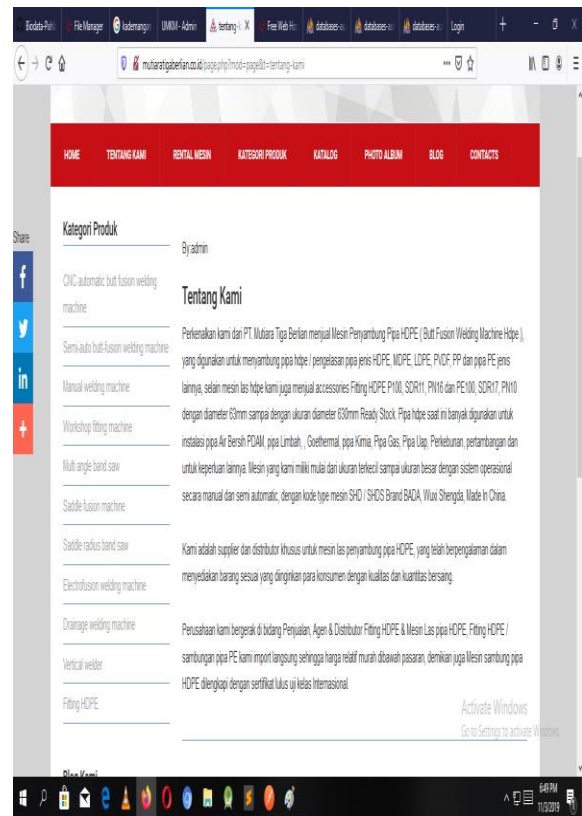 Biodata-Pabl
File Manager
kademangan
UMKM - Admin
tentang- k
Free Web Ho
databases-au
databases-au
databases-au
Login
mutiaratigaberlian.co.id/page.php?mod=page&t=tentang-kami
HOME TENTANG KAMI RENTAL MESIN KATEGORI PRODUK KATALOG PHOTO ALBUM BLOG CONTACTS
Share
Kategori Produk
CNC automatic butt fusion welding
machine
Semi-auto butt-fusion welding machine
Manual welding machine
Workshop fitting machine
Multi angle band saw
Saddle fusion machine
Saddle radius band saw
Electrofusion welding machine
Drainage welding machine
Vertical welder
Fitting HDPE
Blog Kami
By:admin
Tentang Kami
Perkenalkan kami dari PT. Mutiara Tiga Berlian menjual Mesin Penyambung Pipa HDPE ( Butt Fusion Welding Machine Hdpe ),
yang digunakan untuk menyambung pipa hdpe / pengelasan pipa jenis HDPE, MDPE, LDPE, PVDF, PP dan pipa PE jenis
lainnya, selain mesin las hdpe kami juga menjual accessories Fitting HDPE P100, SDR11, PN16 dan PE100, SDR17, PN10
dengan diameter 63mm sampai dengan ukuran diameter 630mm Ready Stock. Pipa hdpe saat ini banyak digunakan untuk
instalasi pipa Air Bersih PDAM, pipa Limbah, , Goethermal, pipa Kimia, Pipa Gas, Pipa Uap, Perkebunan, pertambangan dan
untuk keperluan lainnya. Mesin yang kami miliki mulai dari ukuran terkecil sampai ukuran besar dengan sistem operasional
secara manual dan semi automatic, dengan kode type mesin SHD / SHDS Brand BADA, Wuxi Shengda, Made In China.
Kami adalah supplier dan distributor khusus untuk mesin las penyambung pipa HDPE, yang telah berpengalaman dalam
menyediakan barang sesuai yang diinginkan para konsumen dengan kualitas dan kuantitas bersaing.
Perusahaan kami bergerak di bidang Penjualan, Agen & Distributor Fitting HDPE & Mesin Las pipa HDPE, Fitting HDPE /
sambungan pipa PE kami import langsung sehingga harga relatif murah dibawah pasaran, demikian juga Mesin sambung pipa
HDPE dilengkapi dengan sertifikat lulus uji kelas Internasional.
Activate Windows
Go to Settings to activate Windows.
6:49 PM
11/3/2019